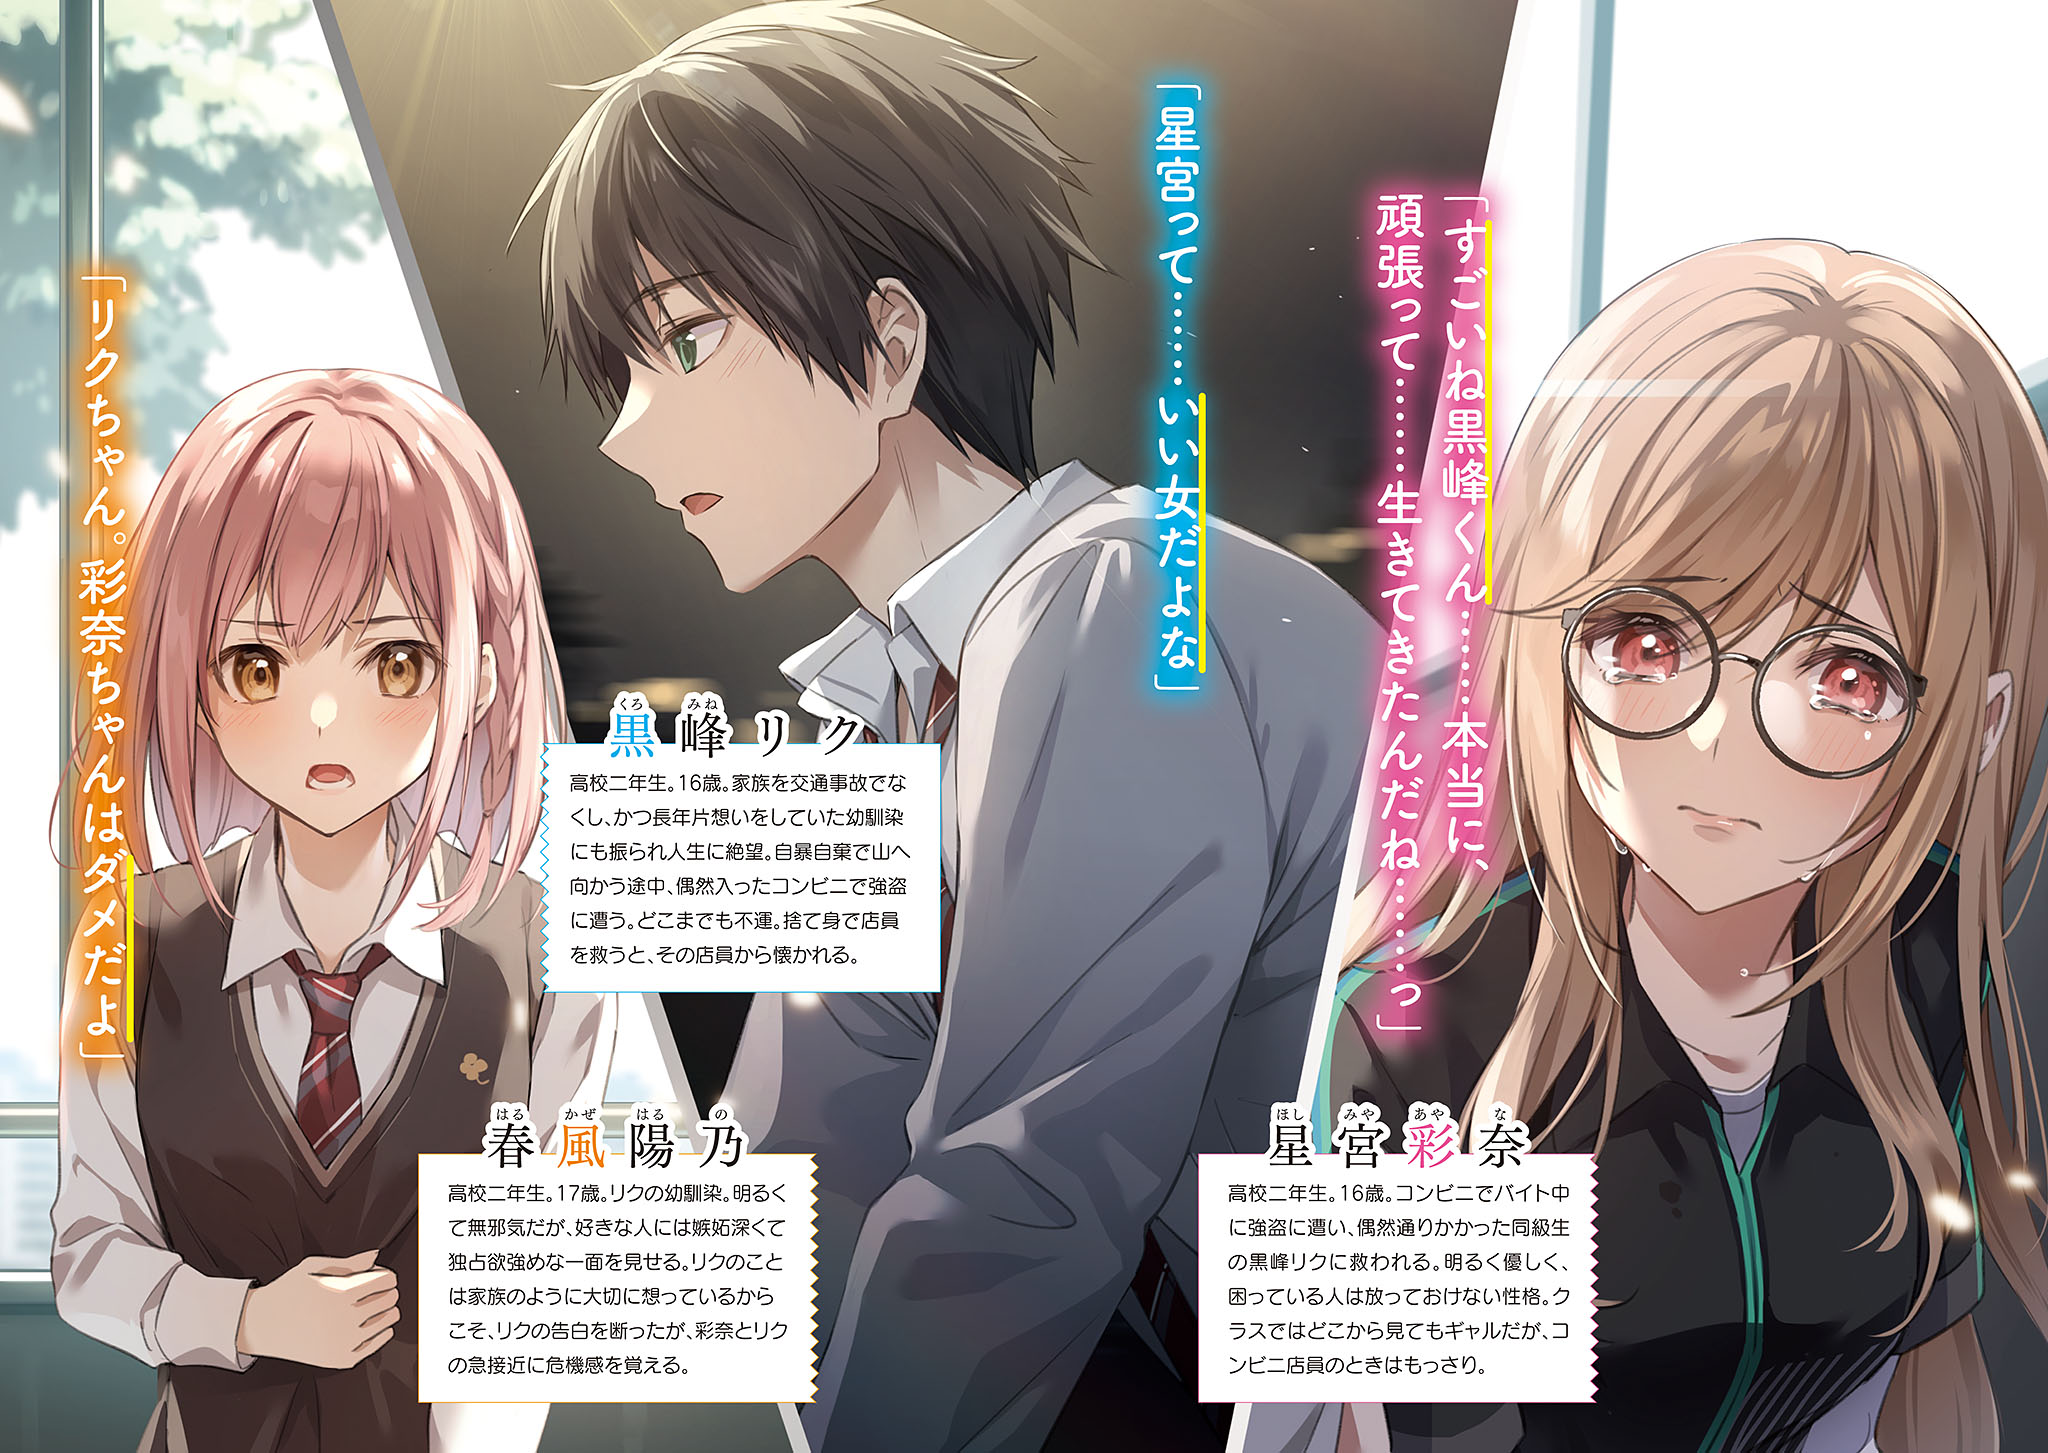 「すごいね黒峰くん………本当に、
頑張って………生きてきたんだね………っ」
「星宮って………いい女だよな」
「リクちゃん。彩奈ちゃんはダメだよ」
くろ みね
黒峰リク
高校二年生。16歳。家族を交通事故でな
くし、かつ長年片想いをしていた幼馴染
にも振られ人生に絶望。自暴自棄で山へ
向かう途中、偶然入ったコンビニで強盗
に遭う。どこまでも不運。捨て身で店員
を救うと、その店員から懐かれる。
はる かぜ はる の
春風陽乃
高校二年生。17歳。リクの幼馴染。明るく
て無邪気だが、好きな人には嫉妬深くて
独占欲強めな一面を見せる。リクのこと
は家族のように大切に想っているから
こそ、リクの告白を断ったが、彩奈とリク
の急接近に危機感を覚える。
ほし みや あや な
星宮彩奈
高校二年生。16歳。コンビニでバイト中
に強盗に遭い、偶然通りかかった同級生
の黒峰リクに救われる。明るく優しく、
困っている人は放っておけない性格。ク
ラスではどこから見てもギャルだが、コ
ンビニ店員のときはもっさり。